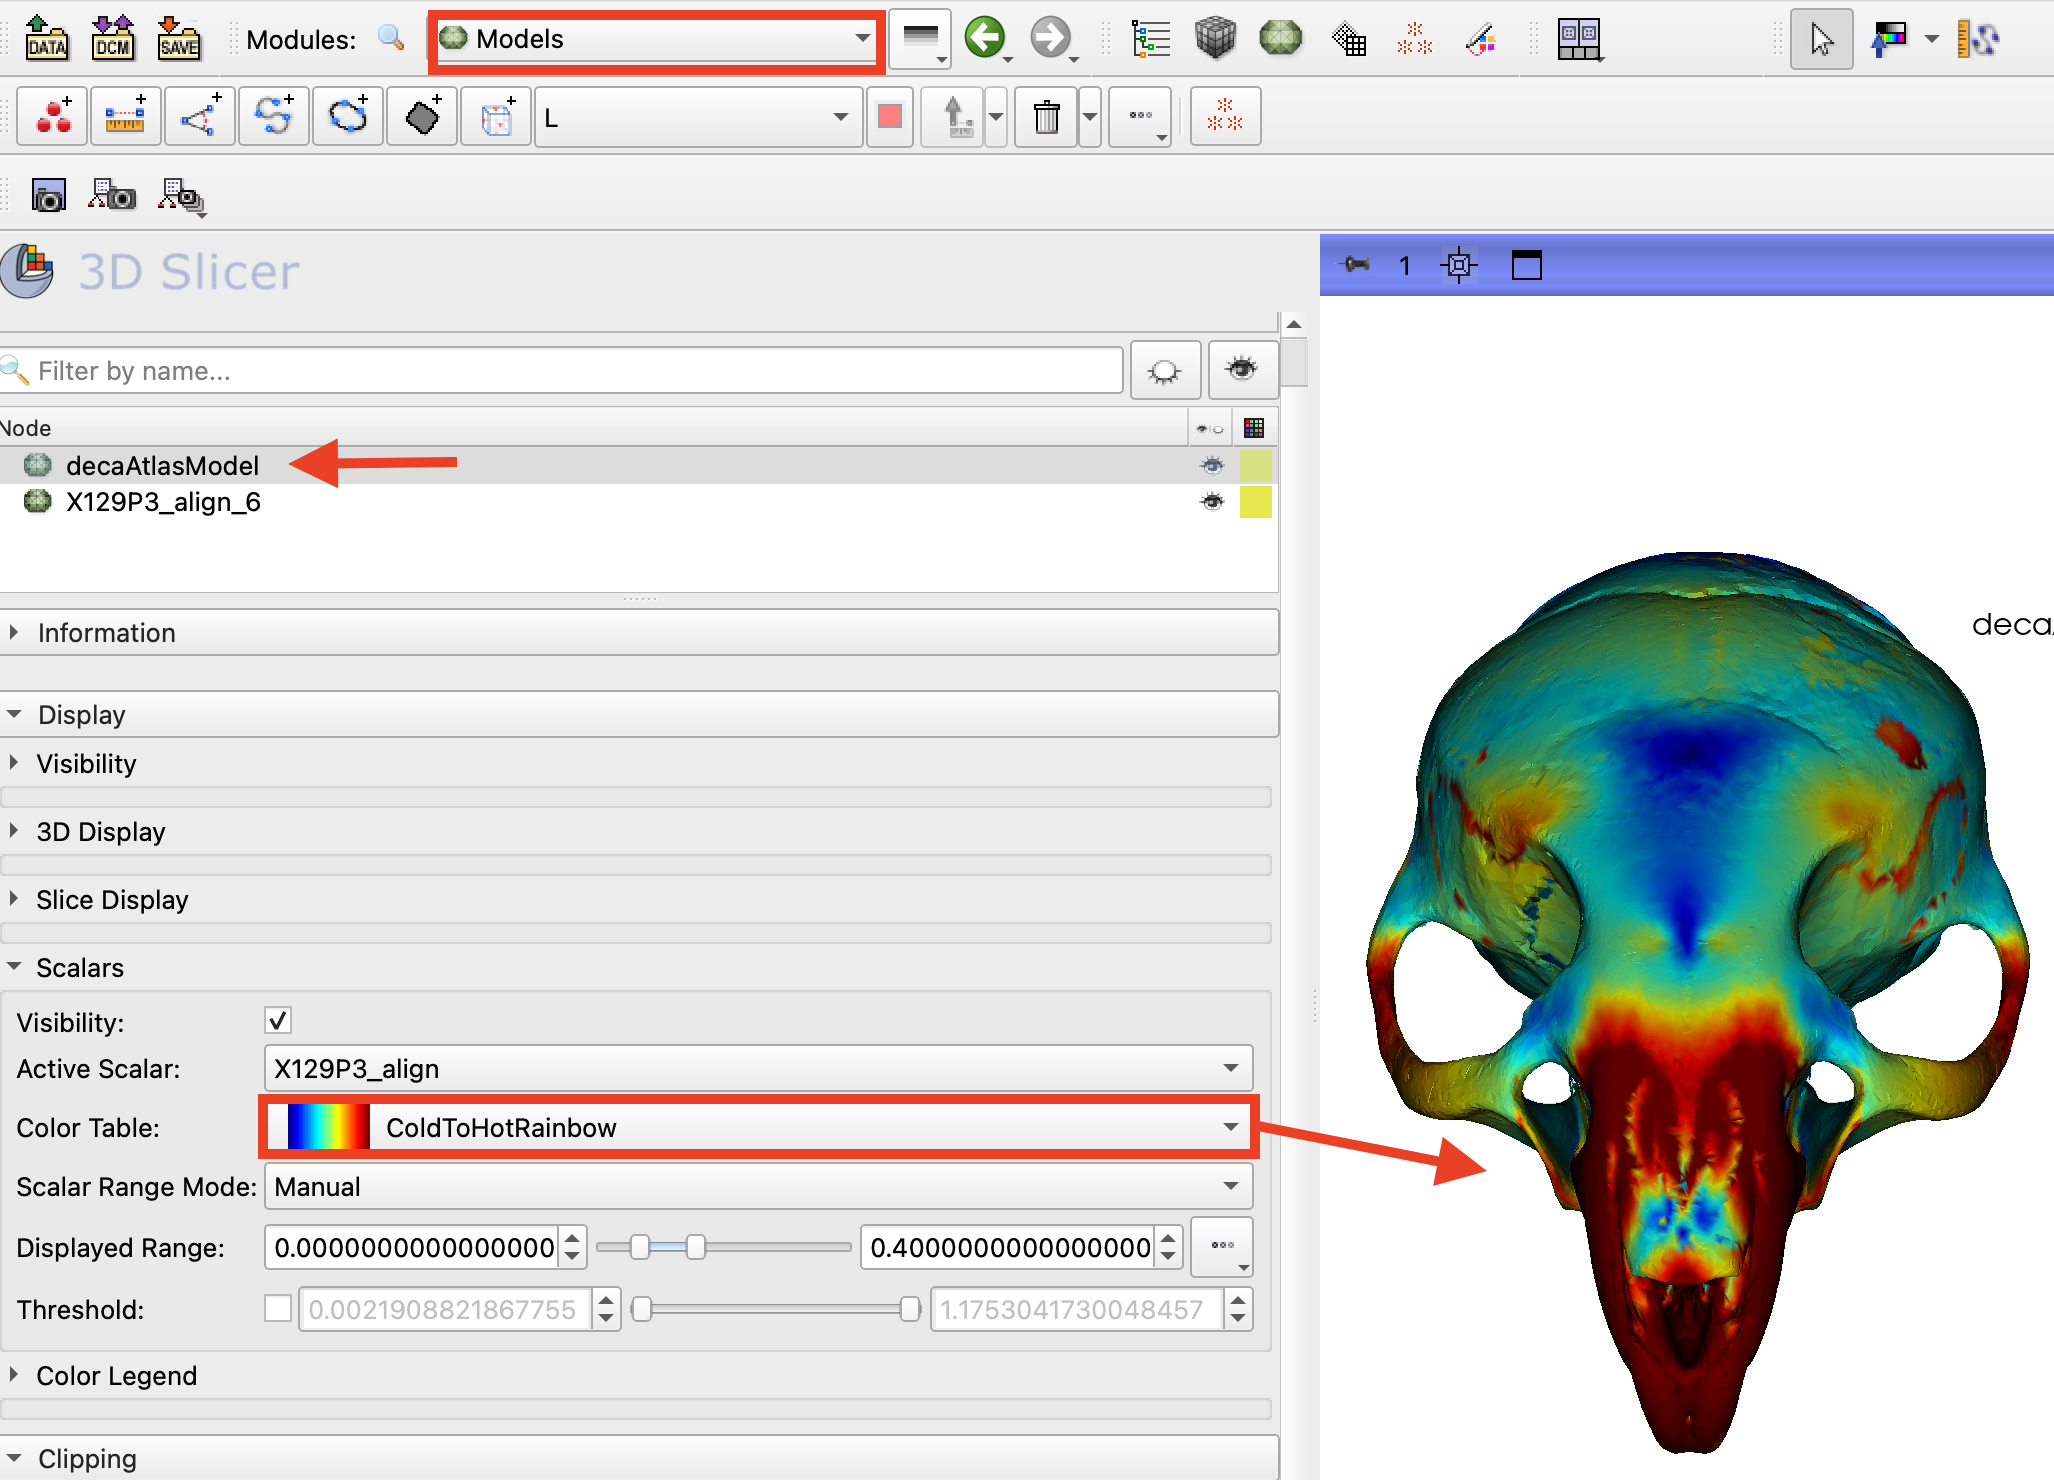 DATA DCM SAVE Modules: Models
L
3D Slicer
1
Filter by name...
Node
decaAtlasModel
X129P3_align_6
deca
Information
Display
Visibility
3D Display
Slice Display
Scalars
Visibility:
Active Scalar: X129P3_align
Color Table: ColdToHotRainbow
Scalar Range Mode: Manual
Displayed Range: 0.0000000000000000 0.4000000000000000
Threshold: 0.0021908821867755 1.1753041730048457
Color Legend
Clipping